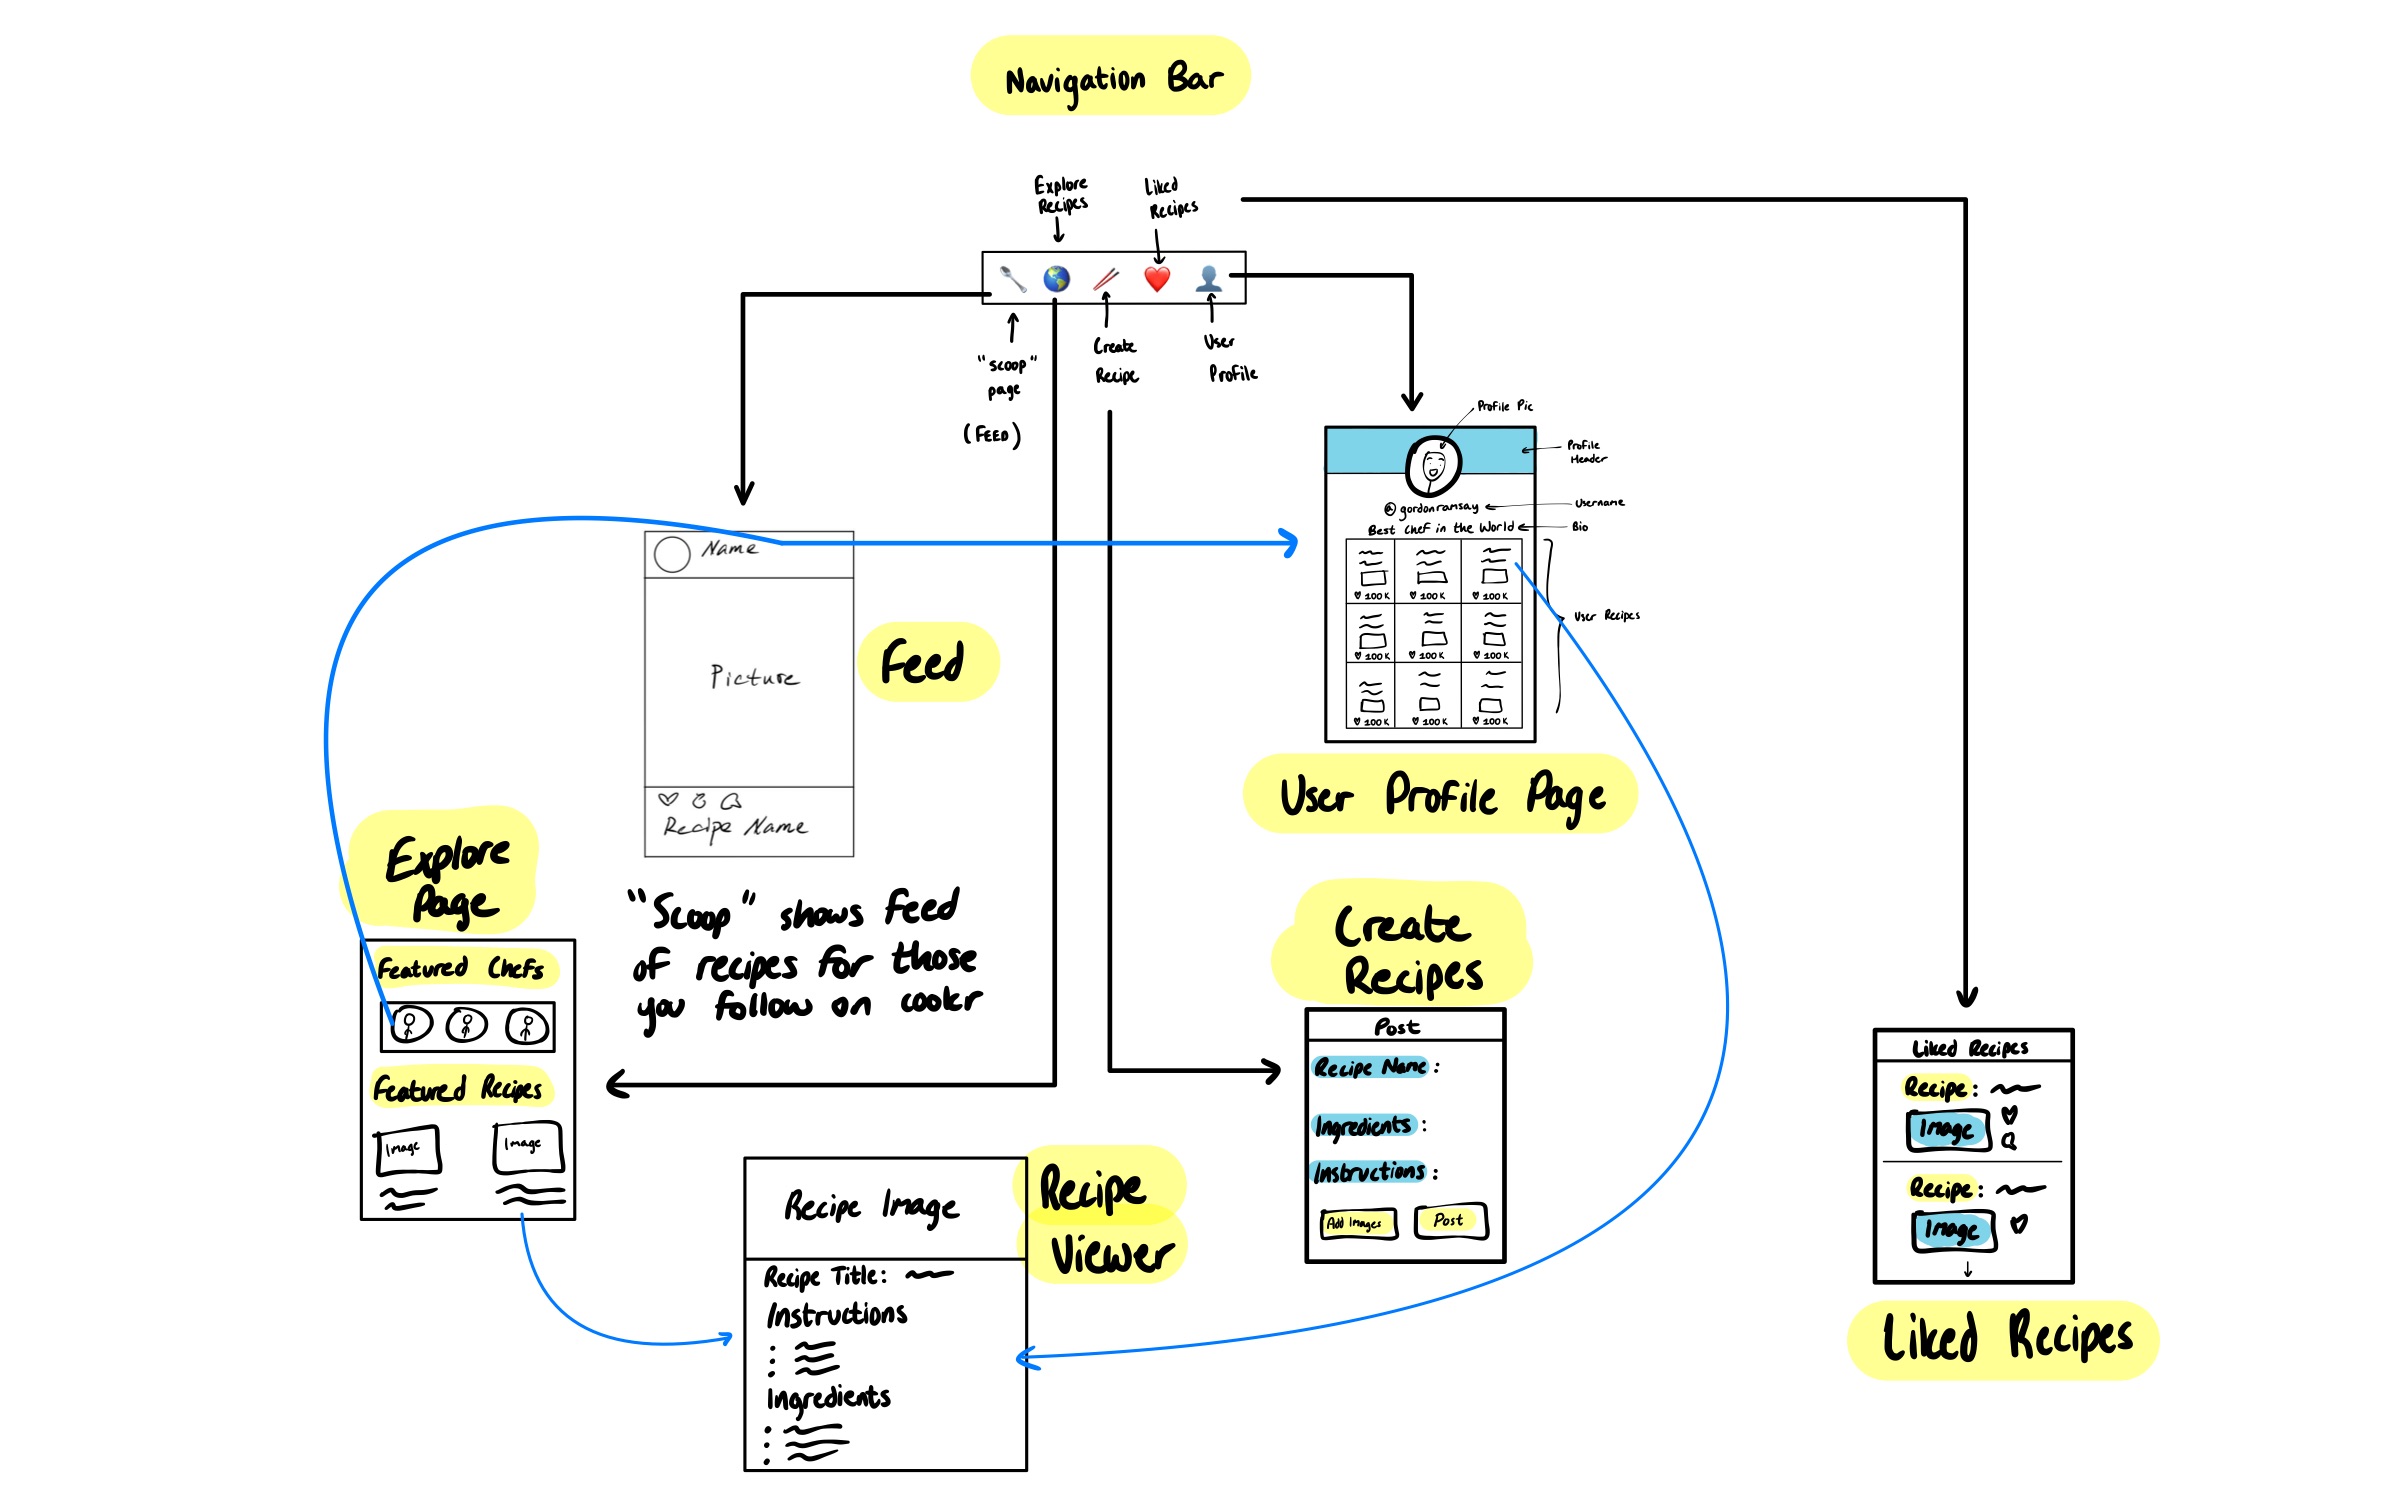 Navigation Bar
Explore
Recipes
Liked
Recipes
"scoop"
page
(FEED)
Create
Recipe
User
Profile
Profile Pic
Profile
Header
@gordonramsay
Username
Best Chef in the World
Bio
♡ 100K
♡ 100K
♡ 100K
User Recipes
♡ 100K
♡ 100K
♡ 100K
♡ 100K
♡ 100K
♡ 100K
User Profile Page
Name
Picture
Recipe Name
Feed
"Scoop" shows feed
of recipes for those
you follow on cookr
Explore
Page
Featured Chefs
Featured Recipes
Image
Image
Recipe Image
Recipe Title:
Instructions
Ingredients
Recipe
Viewer
Create
Recipes
Post
Recipe Name :
Ingredients :
Instructions :
Add Images
Post
Liked Recipes
Recipe:
Image
Recipe:
Image
Liked Recipes